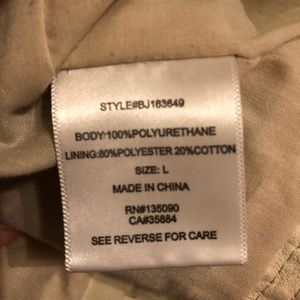 STYLE#BJ163649
BODY:100%POLYURETHANE
LINING:80%POLYESTER 20%COTTON
SIZE: L
MADE IN CHINA
RN#135090
CA#35884
SEE REVERSE FOR CARE